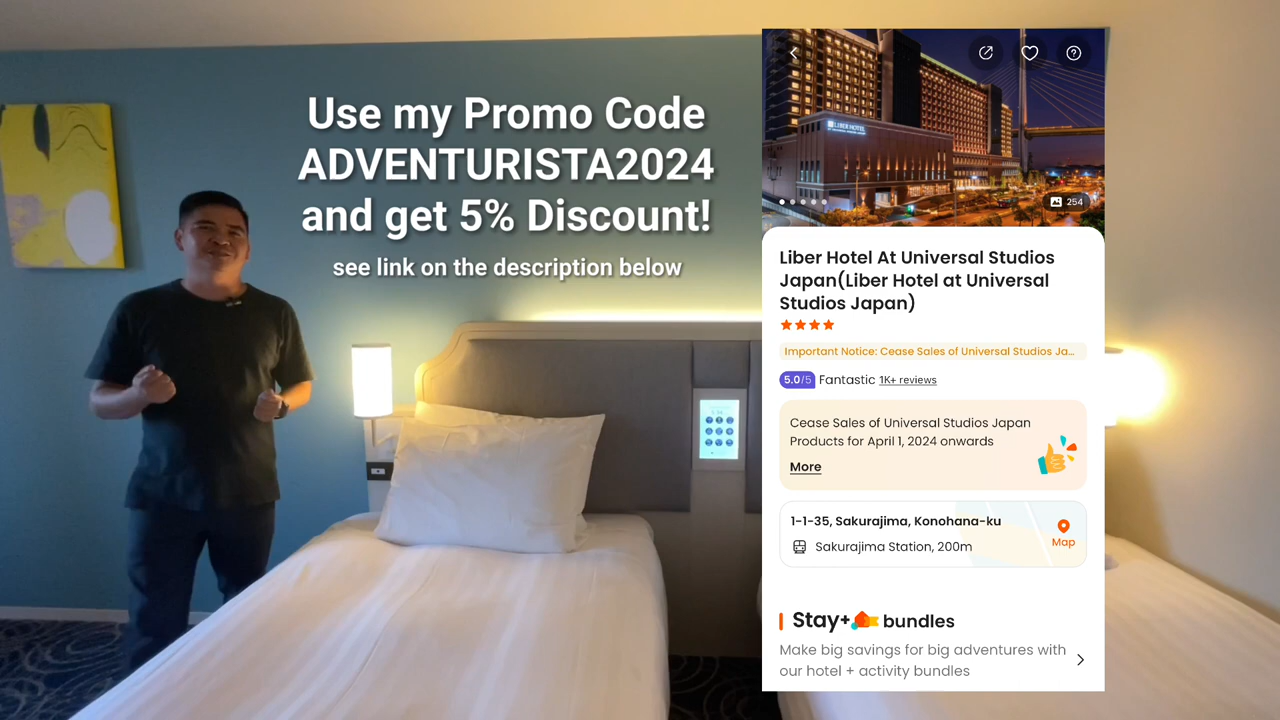 Use my Promo Code
ADVENTURISTA2024
and get 5% Discount!
see link on the description below
LIBER HOTEL
254
Liber Hotel At Universal Studios
Japan(Liber Hotel at Universal
Studios Japan)
Important Notice: Cease Sales of Universal Studios Ja...
5.0/5 Fantastic 1K+ reviews
Cease Sales of Universal Studios Japan
Products for April 1, 2024 onwards
More
1-1-35, Sakurajima, Konohana-ku
Sakurajima Station, 200m
Map
Stay+ bundles
Make big savings for big adventures with
our hotel + activity bundles